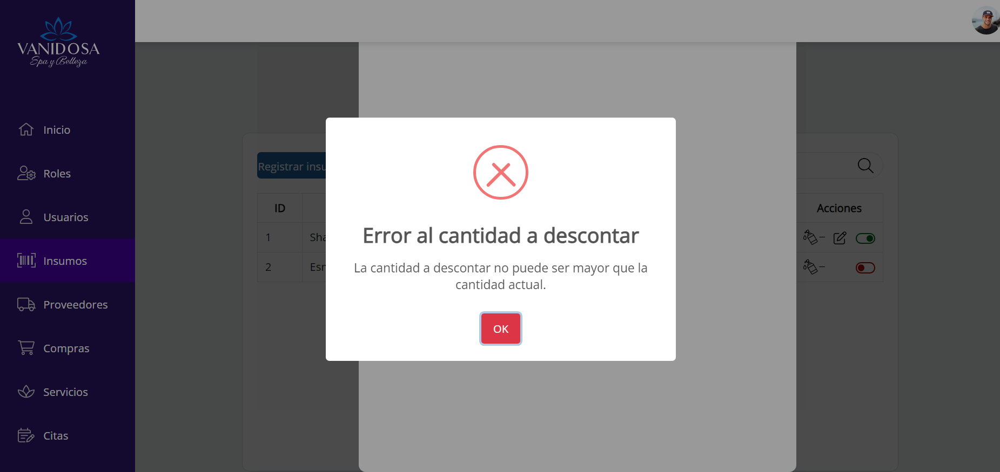 VANIDOSA
Spa y Belleza
Inicio
Roles
Usuarios
Insumos
Proveedores
Compras
Servicios
Citas
Registrar insu
ID
Acciones
1
Sha
2
Esm
Error al cantidad a descontar
La cantidad a descontar no puede ser mayor que la
cantidad actual.
OK